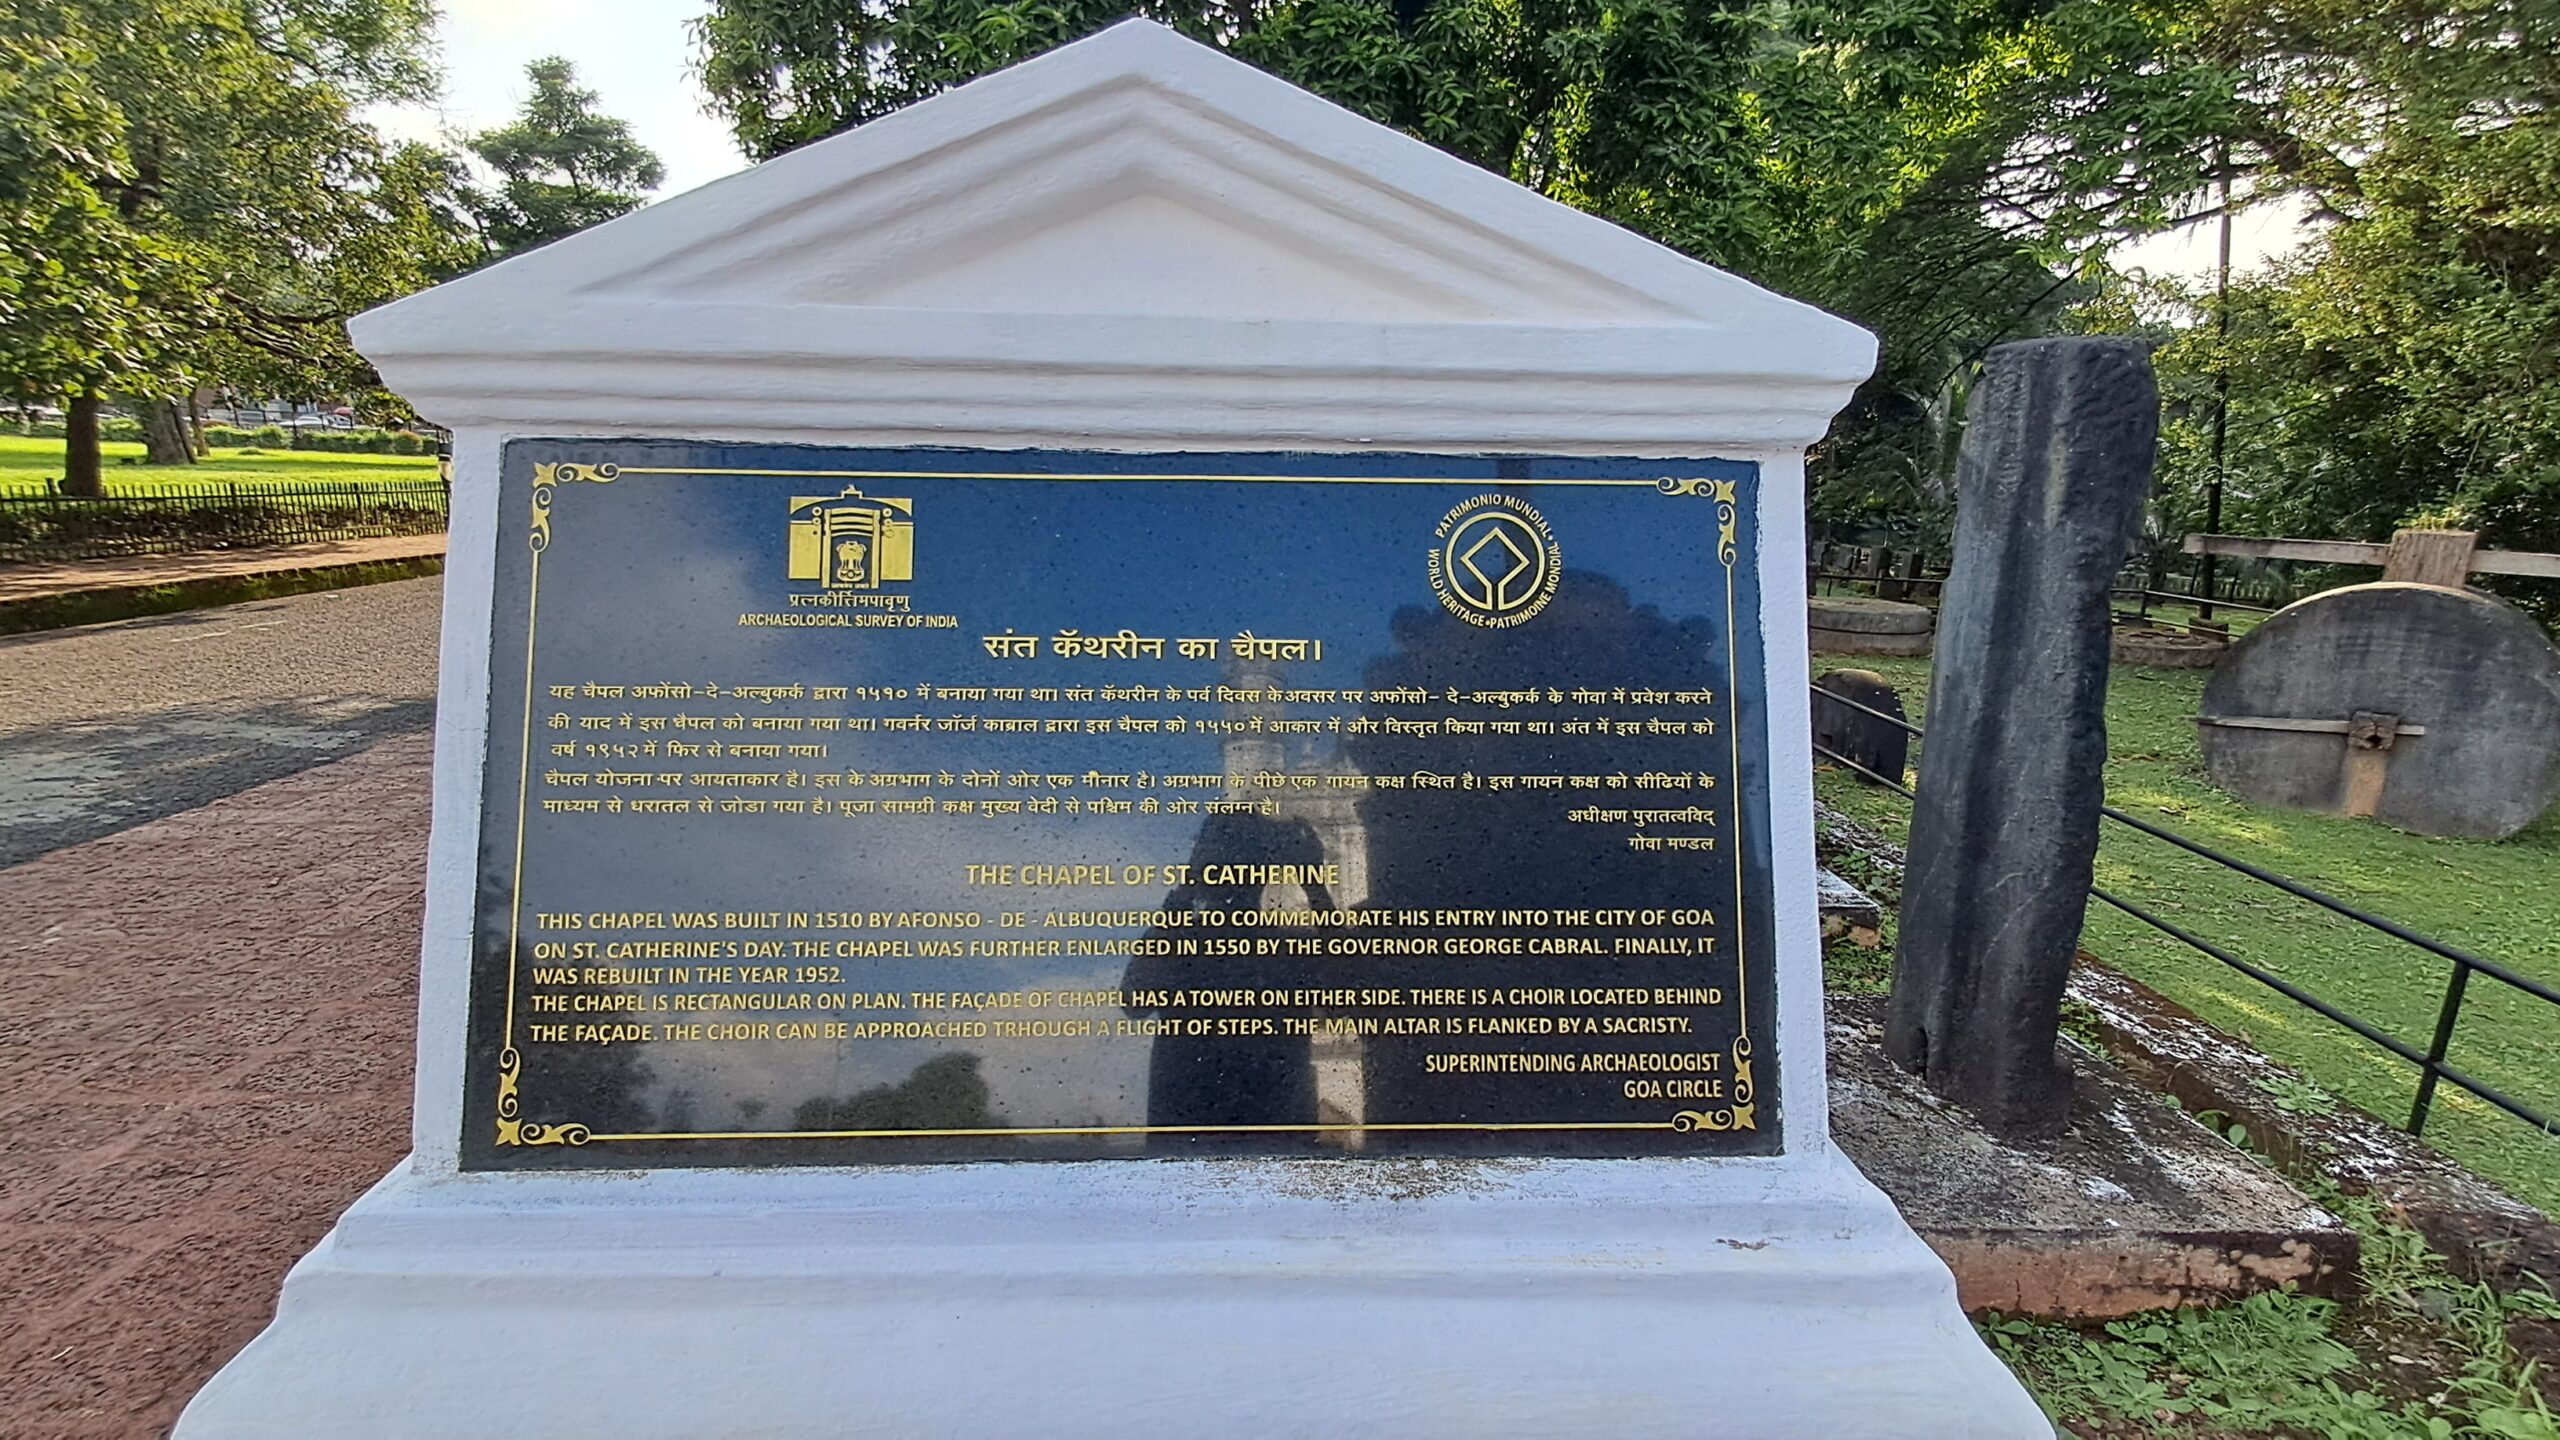 प्रत्नकीर्त्तिमपावृणु
ARCHAEOLOGICAL SURVEY OF INDIA
PATRIMONIO MUNDIAL • WORLD HERITAGE • PATRIMOINE MONDIAL •
संत कॅथरीन का चैपल।
यह चैपल अफोंसो-दे-अल्बुकर्क द्वारा १५१० में बनाया गया था। संत कॅथरीन के पर्व दिवस केअवसर पर अफोंसो- दे-अल्बुकर्क के गोवा में प्रवेश करने
की याद में इस चैपल को बनाया गया था। गवर्नर जॉर्ज काब्राल द्वारा इस चैपल को १५५० में आकार में और विस्तृत किया गया था। अंत में इस चैपल को
वर्ष १९५२ में फिर से बनाया गया।
चैपल योजना पर आयताकार है। इस के अग्रभाग के दोनों ओर एक मीनार है। अग्रभाग के पीछे एक गायन कक्ष स्थित है। इस गायन कक्ष को सीढियों के
माध्यम से धरातल से जोडा गया है। पूजा सामग्री कक्ष मुख्य वेदी से पश्चिम की ओर संलग्न है।
अधीक्षण पुरातत्वविद्
गोवा मण्डल
THE CHAPEL OF ST. CATHERINE
THIS CHAPEL WAS BUILT IN 1510 BY AFONSO - DE - ALBUQUERQUE TO COMMEMORATE HIS ENTRY INTO THE CITY OF GOA
ON ST. CATHERINE'S DAY. THE CHAPEL WAS FURTHER ENLARGED IN 1550 BY THE GOVERNOR GEORGE CABRAL. FINALLY, IT
WAS REBUILT IN THE YEAR 1952.
THE CHAPEL IS RECTANGULAR ON PLAN. THE FAÇADE OF CHAPEL HAS A TOWER ON EITHER SIDE. THERE IS A CHOIR LOCATED BEHIND
THE FAÇADE. THE CHOIR CAN BE APPROACHED TRHOUGH A FLIGHT OF STEPS. THE MAIN ALTAR IS FLANKED BY A SACRISTY.
SUPERINTENDING ARCHAEOLOGIST
GOA CIRCLE